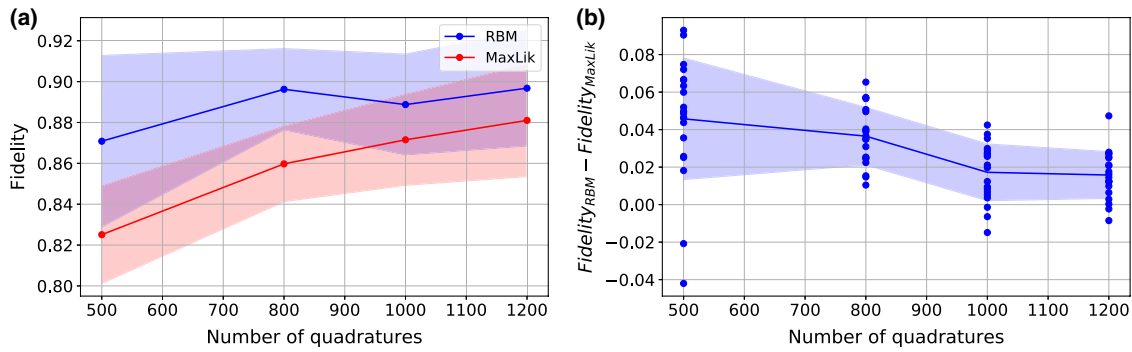 (a)
Fidelity
0.92
0.90
0.88
0.86
0.84
0.82
0.80
RBM
MaxLik
500 600 700 800 900 1000 1100 1200
Number of quadratures
(b)
Fidelity_RBM − Fidelity_MaxLik
0.08
0.06
0.04
0.02
0.00
−0.02
−0.04
500 600 700 800 900 1000 1100 1200
Number of quadratures